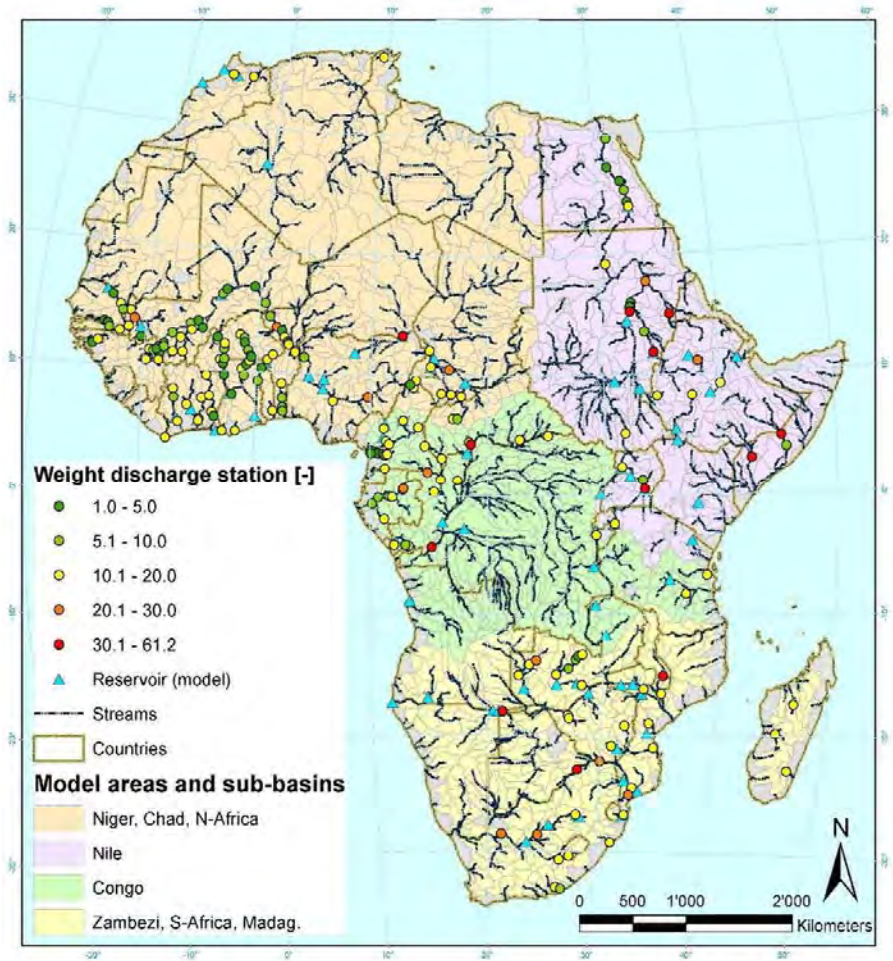 Weight discharge station [-]
1.0 - 5.0
5.1 - 10.0
10.1 - 20.0
20.1 - 30.0
30.1 - 61.2
Reservoir (model)
Streams
Countries
Model areas and sub-basins
Niger, Chad, N-Africa
Nile
Congo
Zambezi, S-Africa, Madag.
N
0 500 1'000 2'000
Kilometers